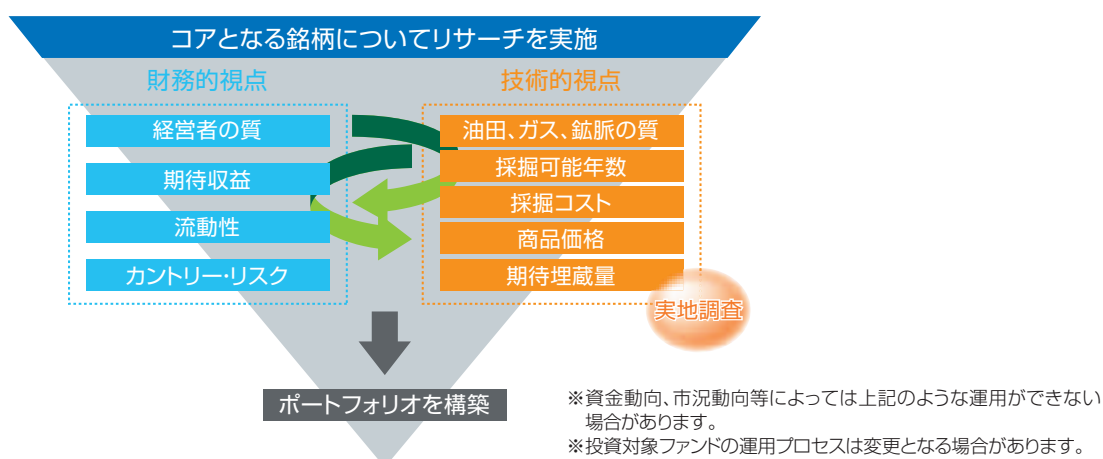 コアとなる銘柄についてリサーチを実施
財務的視点
経営者の質
期待収益
流動性
カントリー・リスク
技術的視点
油田、ガス、鉱脈の質
採掘可能年数
採掘コスト
商品価格
期待埋蔵量
実地調査
ポートフォリオを構築
※資金動向、市況動向等によっては上記のような運用ができない
場合があります。
※投資対象ファンドの運用プロセスは変更となる場合があります。